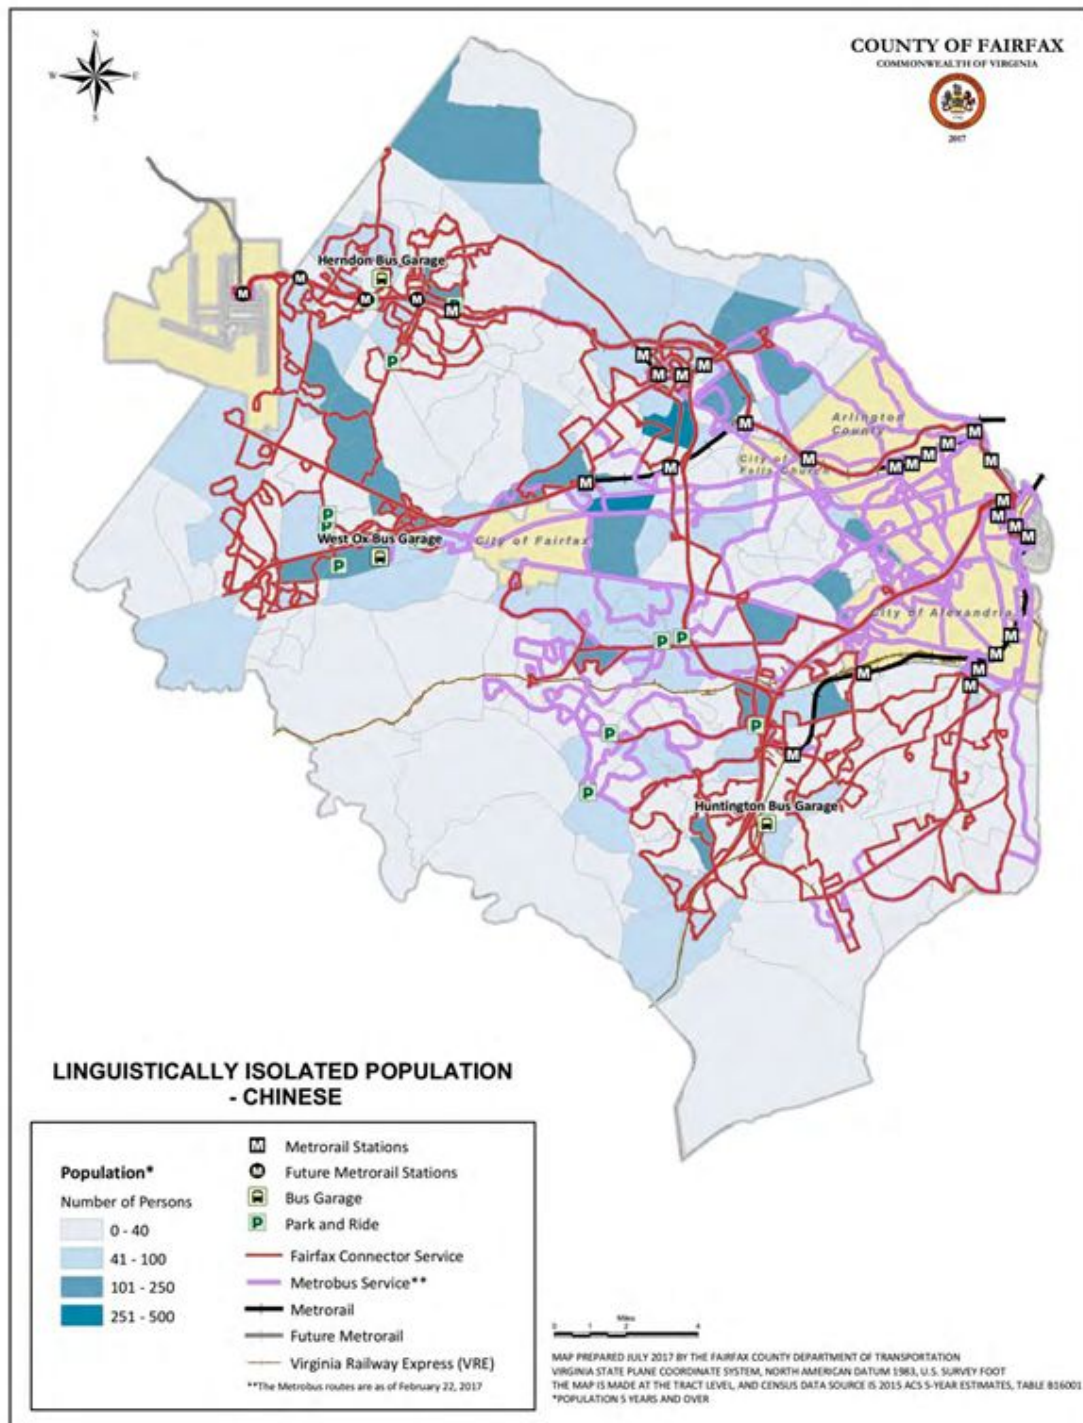 N
W
E
S
COUNTY OF FAIRFAX
COMMONWEALTH OF VIRGINIA
2017
Herndon Bus Garage
Arlington
County
City of
Falls Church
West Ox Bus Garage
City of Fairfax
City of Alexandria
Huntington Bus Garage
LINGUISTICALLY ISOLATED POPULATION
- CHINESE
Population*
Number of Persons
0 - 40
41 - 100
101 - 250
251 - 500
M Metrorail Stations
M Future Metrorail Stations
Bus Garage
P Park and Ride
Fairfax Connector Service
Metrobus Service**
Metrorail
Future Metrorail
Virginia Railway Express (VRE)
**The Metrobus routes are as of February 22, 2017
Miles
0 1 2 4
MAP PREPARED JULY 2017 BY THE FAIRFAX COUNTY DEPARTMENT OF TRANSPORTATION
VIRGINIA STATE PLANE COORDINATE SYSTEM, NORTH AMERICAN DATUM 1983, U.S. SURVEY FOOT
THE MAP IS MADE AT THE TRACT LEVEL, AND CENSUS DATA SOURCE IS 2015 ACS 5-YEAR ESTIMATES, TABLE B16001
*POPULATION 5 YEARS AND OVER